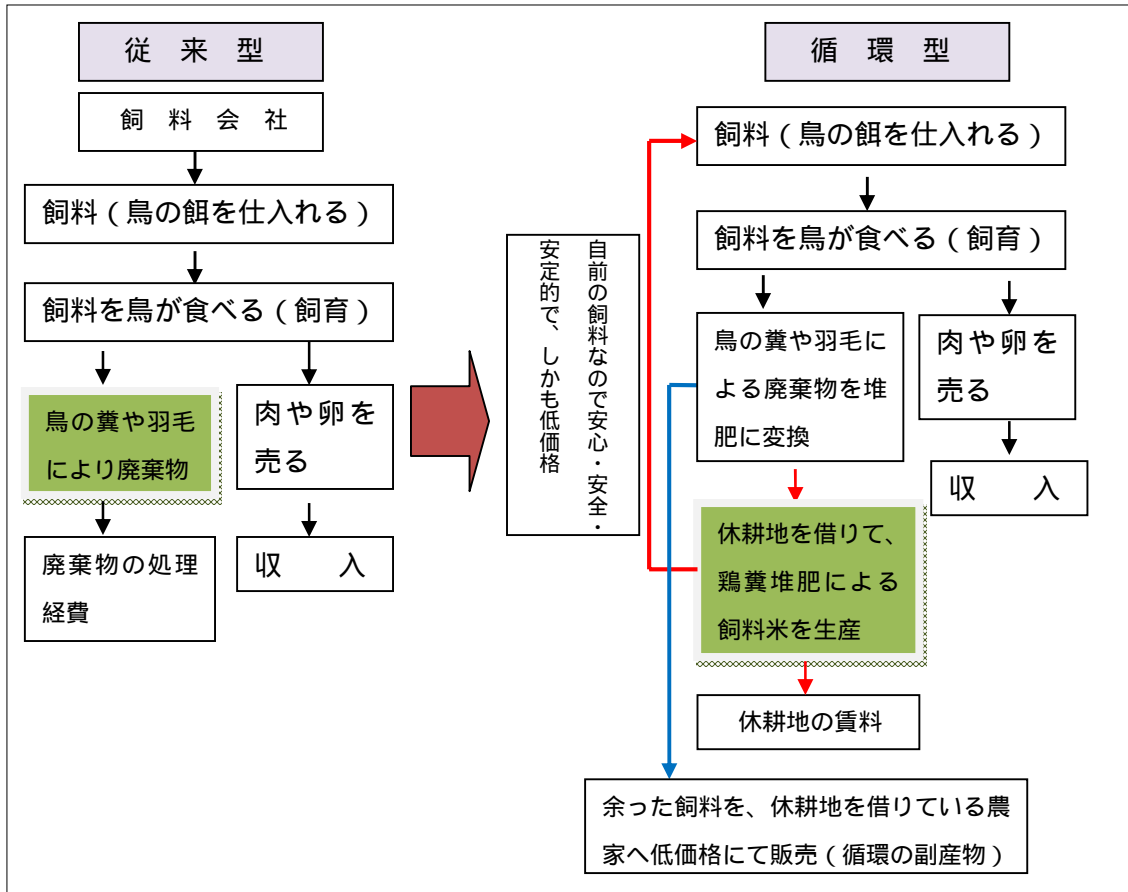 従来型
飼料会社
飼料(鳥の餌を仕入れる)
飼料を鳥が食べる(飼育)
鳥の糞や羽毛
により廃棄物
廃棄物の処理
経費
肉や卵を
売る
収入
自前の飼料なので安心・安全・
安定的で、しかも低価格
循環型
飼料(鳥の餌を仕入れる)
飼料を鳥が食べる(飼育)
鳥の糞や羽毛に
よる廃棄物を堆
肥に変換
肉や卵を
売る
収入
休耕地を借りて、
鶏糞堆肥による
飼料米を生産
休耕地の賃料
余った飼料を、休耕地を借りている農
家へ低価格にて販売(循環の副産物)